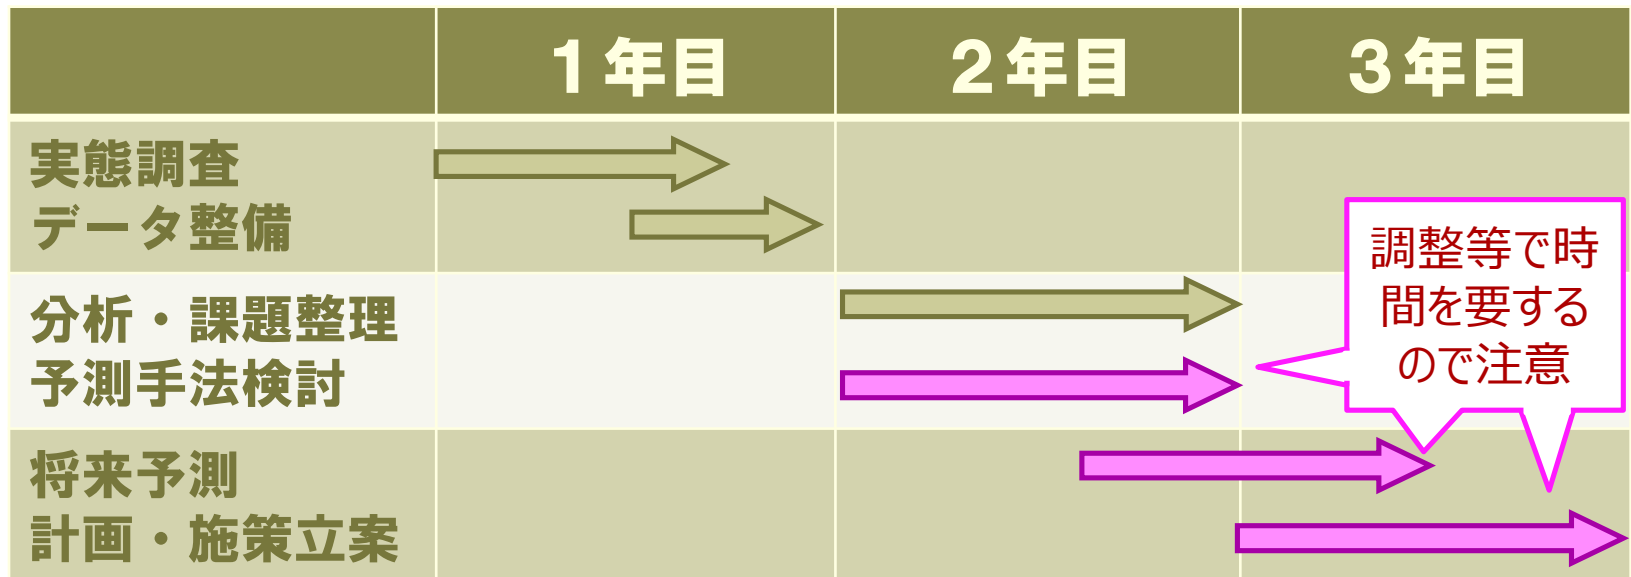 １年目
２年目
３年目
実態調査
データ整備
分析・課題整理
予測手法検討
将来予測
計画・施策立案
調整等で時
間を要する
ので注意